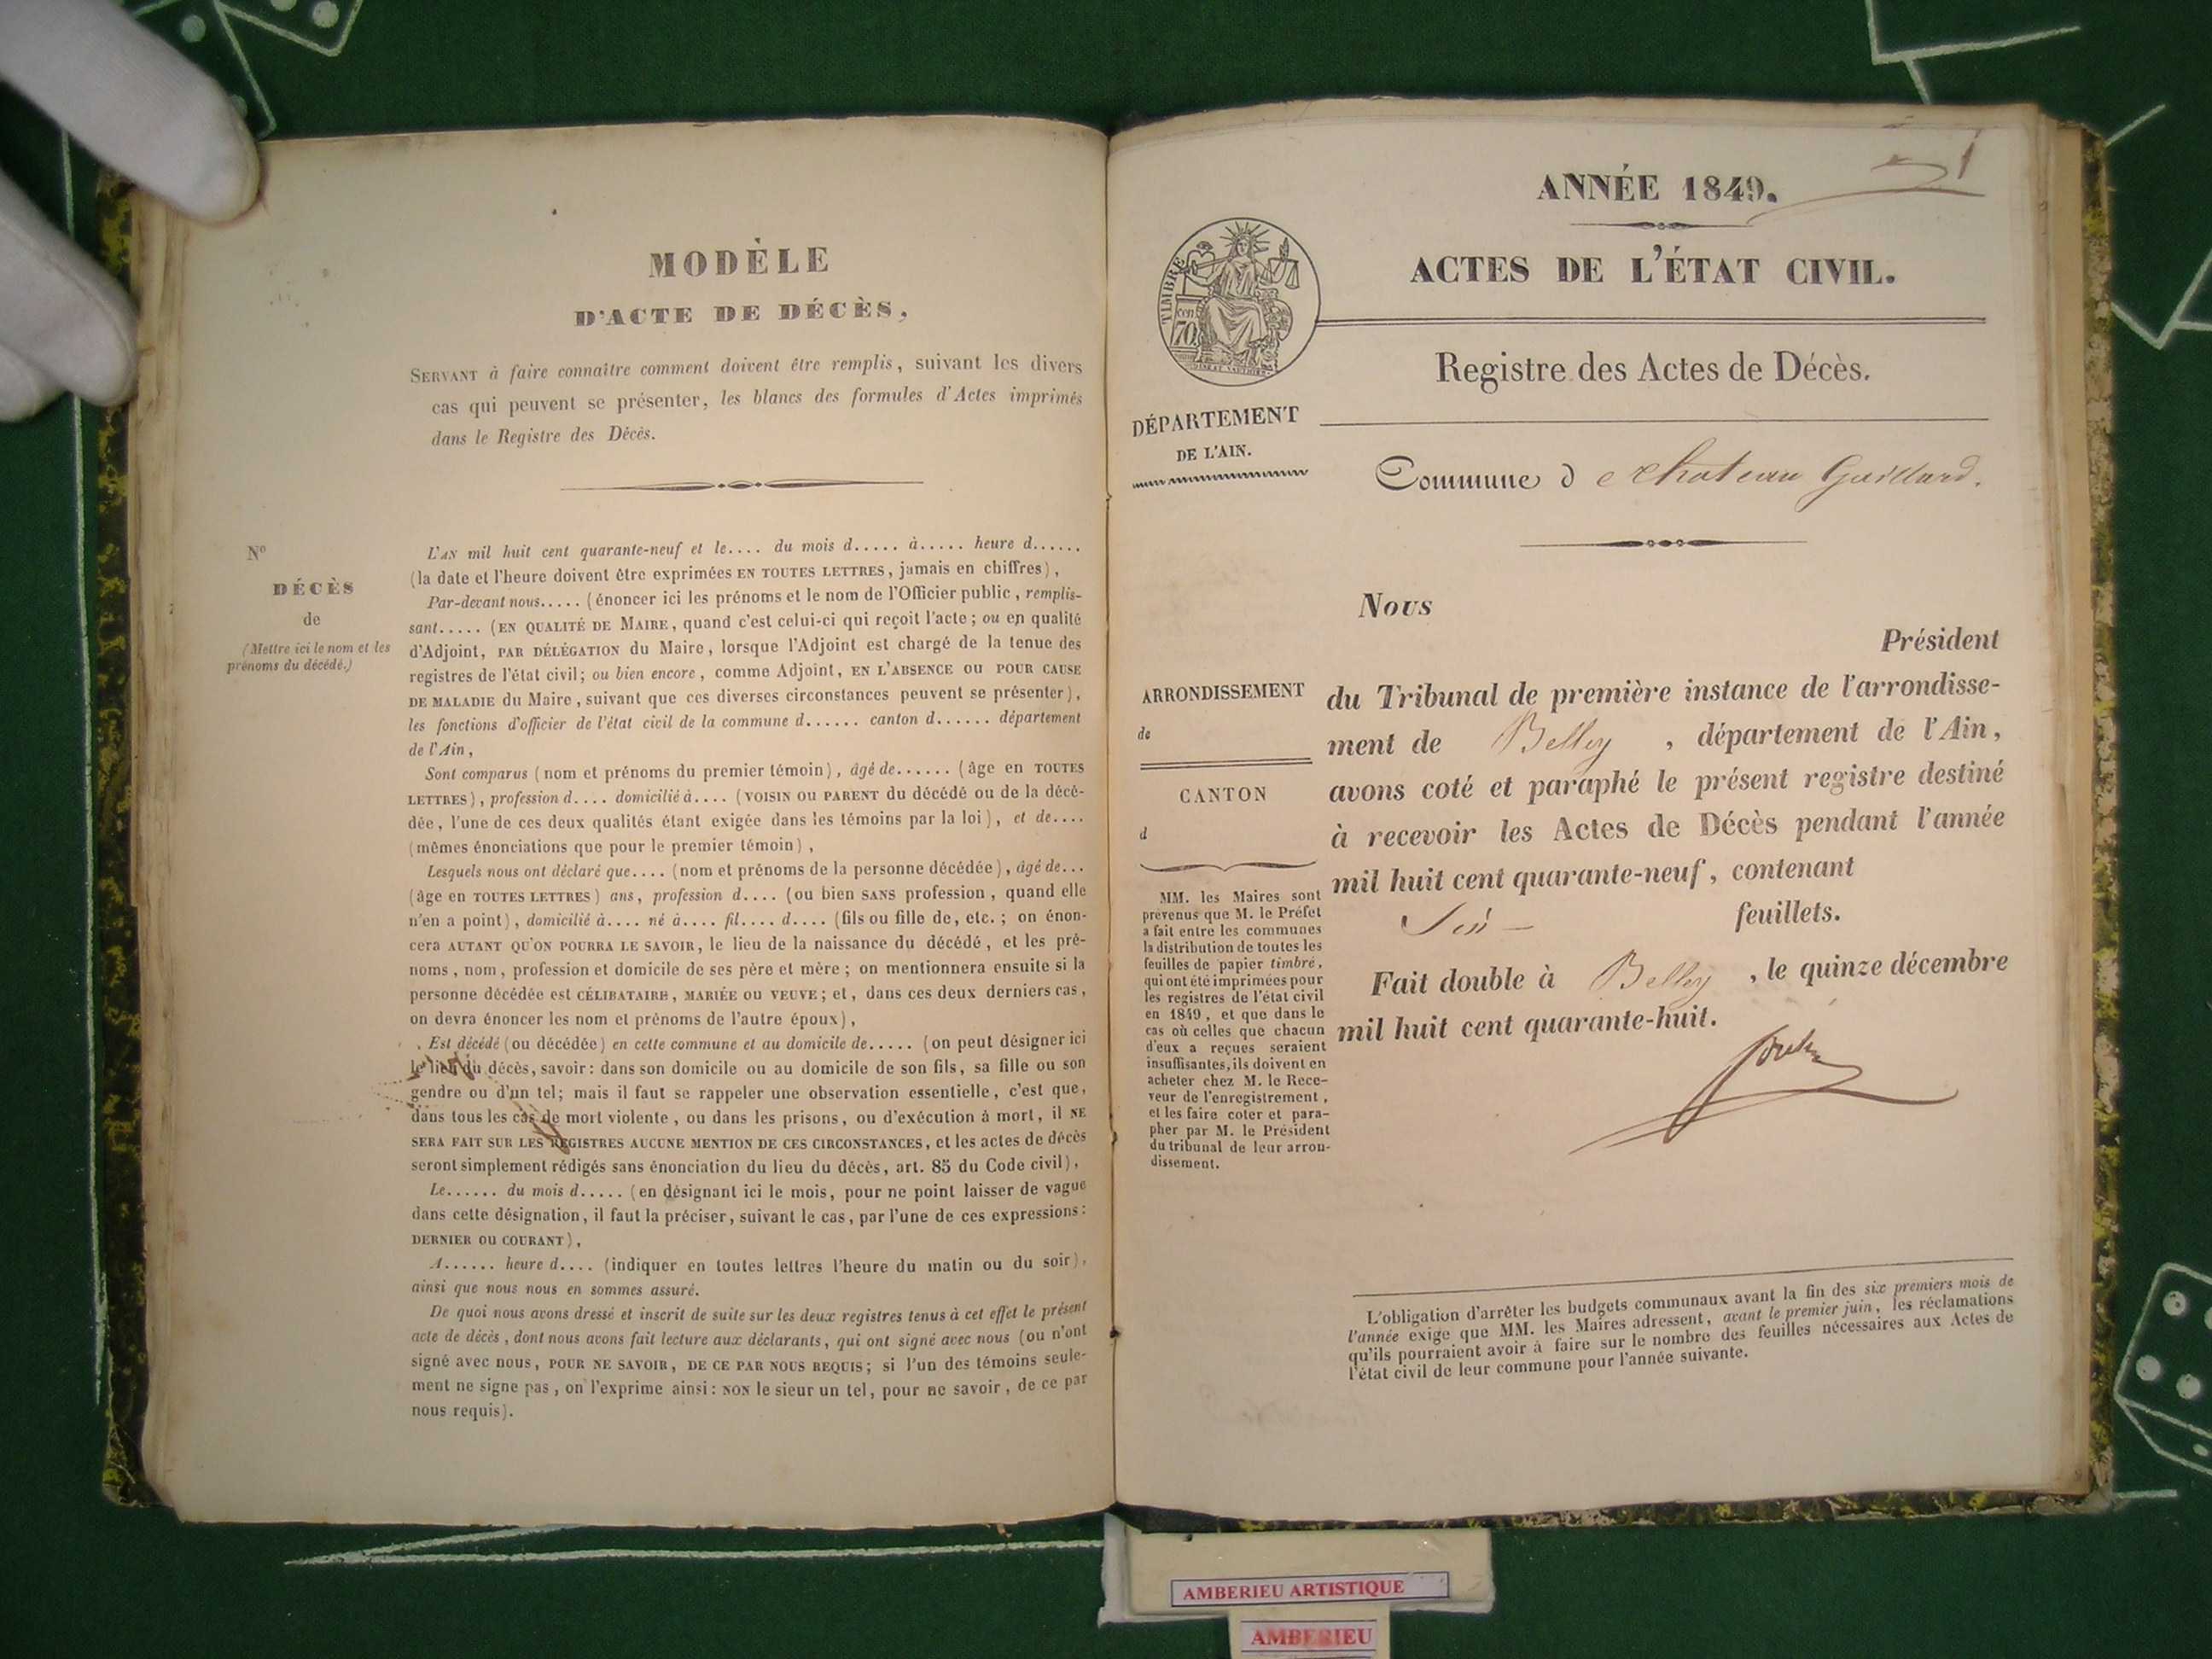 MODÈLE
D'ACTE DE DÉCÈS,
SERVANT à faire connaître comment doivent être remplis, suivant les divers
cas qui peuvent se présenter, les blancs des formules d'Actes imprimés
dans le Registre des Décès.
No
DÉCÈS
de
(Mettre ici le nom et les
prénoms du décédé.)
L'AN mil huit cent quarante-neuf et le.... du mois d..... à..... heure d......
(la date et l'heure doivent être exprimées EN TOUTES LETTRES, jamais en chiffres),
Par-devant nous..... (énoncer ici les prénoms et le nom de l'Officier public, remplis-
sant..... (EN QUALITÉ DE MAIRE, quand c'est celui-ci qui reçoit l'acte; ou en qualité
d'Adjoint, PAR DÉLÉGATION du Maire, lorsque l'Adjoint est chargé de la tenue des
registres de l'état civil; ou bien encore, comme Adjoint, EN L'ABSENCE OU POUR CAUSE
DE MALADIE du Maire, suivant que ces diverses circonstances peuvent se présenter),
les fonctions d'officier de l'état cicil de la commune d...... canton d...... département
de l'Ain,
Sont comparus (nom et prénoms du premier témoin), âgé de...... (âge en TOUTES
LETTRES), profession d.... domicilié à.... (VOISIN OU PARENT du décédé ou de la décé-
dée, l'une de ces deux qualités étant exigée dans les témoins par la loi), et de....
(mêmes énonciations que pour le premier témoin),
Lesquels nous ont déclaré que.... (nom et prénoms de la personne décédée), âgé de...
(âge en TOUTES LETTRES) ans, profession d.... (ou bien SANS profession, quand elle
n'en a point), domicilié à.... né à.... fil.... d.... (fils ou fille de, etc.; on énon-
cera AUTANT QU'ON POURRA LE SAVOIR, le lieu de la naissance du décédé, et les pré-
noms, nom, profession et domicile de ses père et mère; on mentionnera ensuite si la
personne décédée est CÉLIBATAIRE, MARIÉE OU VEUVE; et, dans ces deux derniers cas,
on devra énoncer les nom et prénoms de l'autre époux),
Est décédé (ou décédée) en cette commune et au domicile de..... (on peut désigner ici
le lieu du décès, savoir: dans son domicile ou au domicile de son fils, sa fille ou son
gendre ou d'un tel; mais il faut se rappeler une observation essentielle, c'est que,
dans tous les cas de mort violente, ou dans les prisons, ou d'exécution à mort, il NE
SERA FAIT SUR LES REGISTRES AUCUNE MENTION DE CES CIRCONSTANCES, et les actes de décès
seront simplement rédigés sans énonciation du lieu du décès, art. 85 du Code civil),
Le...... du mois d..... (en désignant ici le mois, pour ne point laisser de vague
dans cette désignation, il faut la préciser, suivant le cas, par l'une de ces expressions:
DERNIER OU COURANT),
A...... heure d.... (indiquer en toutes lettres l'heure du matin ou du soir),
ainsi que nous nous en sommes assuré.
De quoi nous avons dressé et inscrit de suite sur les deux registres tenus à cet effet le présent
acte de décès, dont nous avons fait lecture aux déclarants, qui ont signé avec nous (ou n'ont
signé avec nous, POUR NE SAVOIR, DE CE PAR NOUS REQUIS; si l'un des témoins seule-
ment ne signe pas, on l'exprime ainsi: NON le sieur un tel, pour ne savoir, de ce par
nous requis).
1
ANNÉE 1849.
ACTES DE L'ÉTAT CIVIL.
TIMBRE
70
Registre des Actes de Décès.
DÉPARTEMENT
DE L'AIN.
Commune d e chateau Gaillard.
Nous
Président
du Tribunal de première instance de l'arrondisse-
ment de Belley, département de l'Ain,
avons coté et paraphé le présent registre destiné
à recevoir les Actes de Décès pendant l'année
mil huit cent quarante-neuf, contenant
feuillets.
Fait double à Belley, le quinze décembre
mil huit cent quarante-huit.
ARRONDISSEMENT
de
CANTON
d
MM. les Maires sont
prévenus que M. le Préfet
a fait entre les communes
la distribution de toutes les
feuilles de papier timbré,
qui ont été imprimées pour
les registres de l'état civil
en 1849, et que dans le
cas où celles que chacun
d'eux a reçues seraient
insuffisantes, ils doivent en
acheter chez M. le Rece-
veur de l'enregistrement,
et les faire coter et para-
pher par M. le Président
du tribunal de leur arron-
dissement.
L'obligation d'arrêter les budgets communaux avant la fin des six premiers mois de
l'année exige que MM. les Maires adressent, avant le premier juin, les réclamations
qu'ils pourraient avoir à faire sur le nombre des feuilles nécessaires aux Actes de
l'état civil de leur commune pour l'année suivante.
AMBERIEU ARTISTIQUE
AMBERIEU